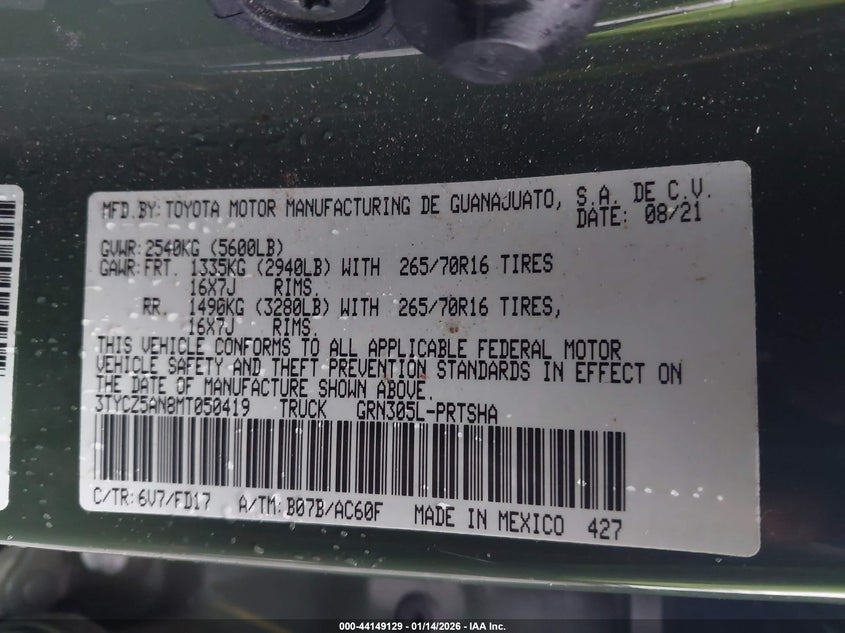 MFD.BY: TOYOTA MOTOR MANUFACTURING DE GUANAJUATO, S.A. DE C.V.
DATE: 08/21
GVWR: 2540KG (5600LB)
GAWR: FRT. 1335KG (2940LB) WITH 265/70R16 TIRES
16X7J RIMS,
RR. 1490KG (3280LB) WITH 265/70R16 TIRES,
16X7J RIMS,
THIS VEHICLE CONFORMS TO ALL APPLICABLE FEDERAL MOTOR
VEHICLE SAFETY AND THEFT PREVENTION STANDARDS IN EFFECT ON
THE DATE OF MANUFACTURE SHOWN ABOVE.
3TYCZ5AN8MT050419 TRUCK GRN305L-PRTSHA
C/TR: 6V7/FD17 A/TM: B07B/AC60F MADE IN MEXICO 427
000-44149129 - 01/14/2026 - IAA Inc.